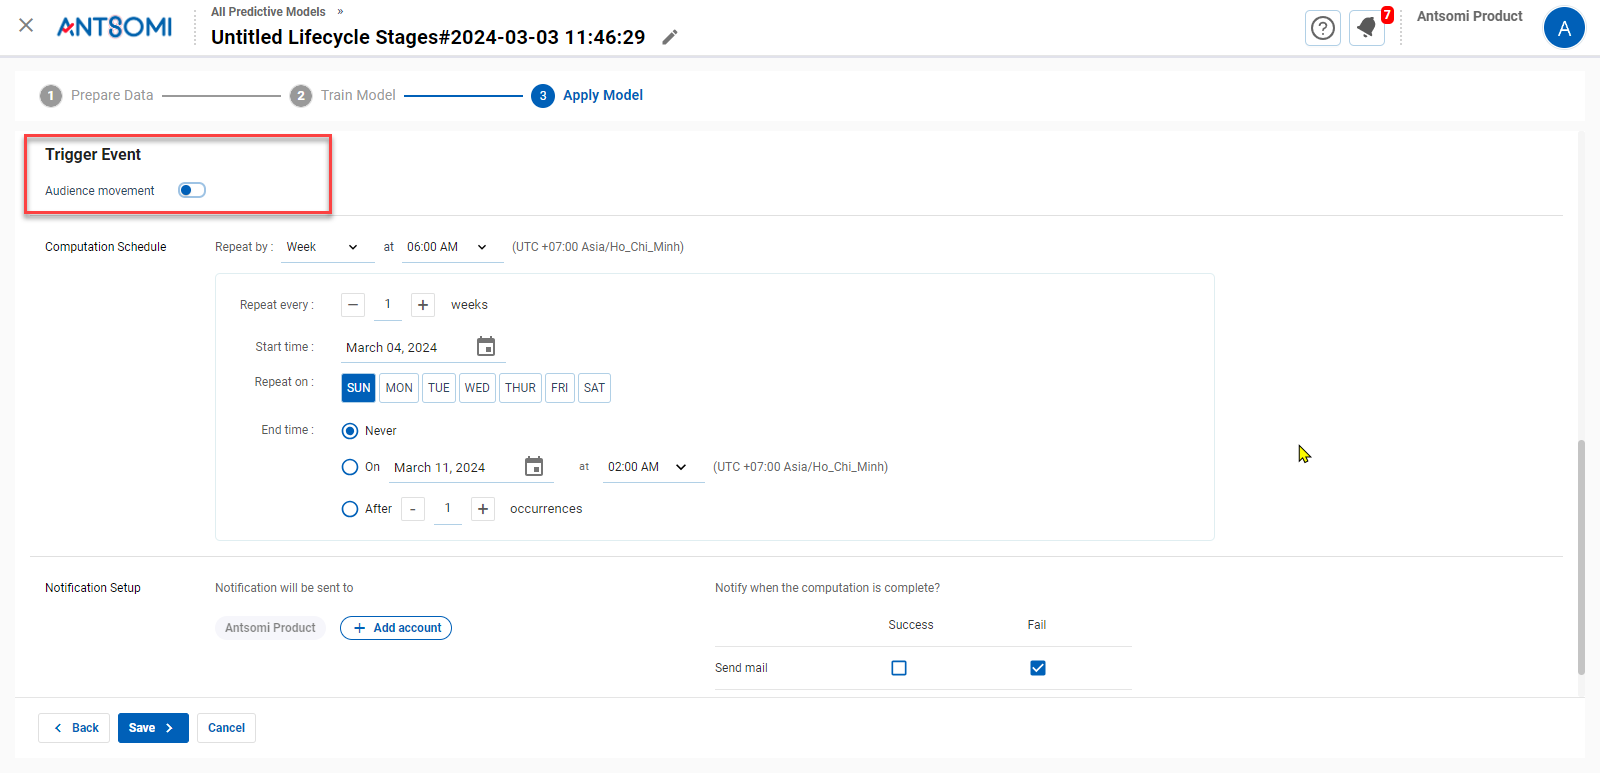 ANTSOMI
All Predictive Models »
Untitled Lifecycle Stages#2024-03-03 11:46:29
7
Antsomi Product
A
1 Prepare Data
2 Train Model
3 Apply Model
Trigger Event
Audience movement
Computation Schedule
Repeat by : Week at 06:00 AM (UTC +07:00 Asia/Ho_Chi_Minh)
Repeat every : − 1 + weeks
Start time : March 04, 2024
Repeat on : SUN MON TUE WED THUR FRI SAT
End time : Never
On March 11, 2024 at 02:00 AM (UTC +07:00 Asia/Ho_Chi_Minh)
After - 1 + occurrences
Notification Setup
Notification will be sent to
Antsomi Product + Add account
Notify when the computation is complete?
Success Fail
Send mail
Back Save Cancel